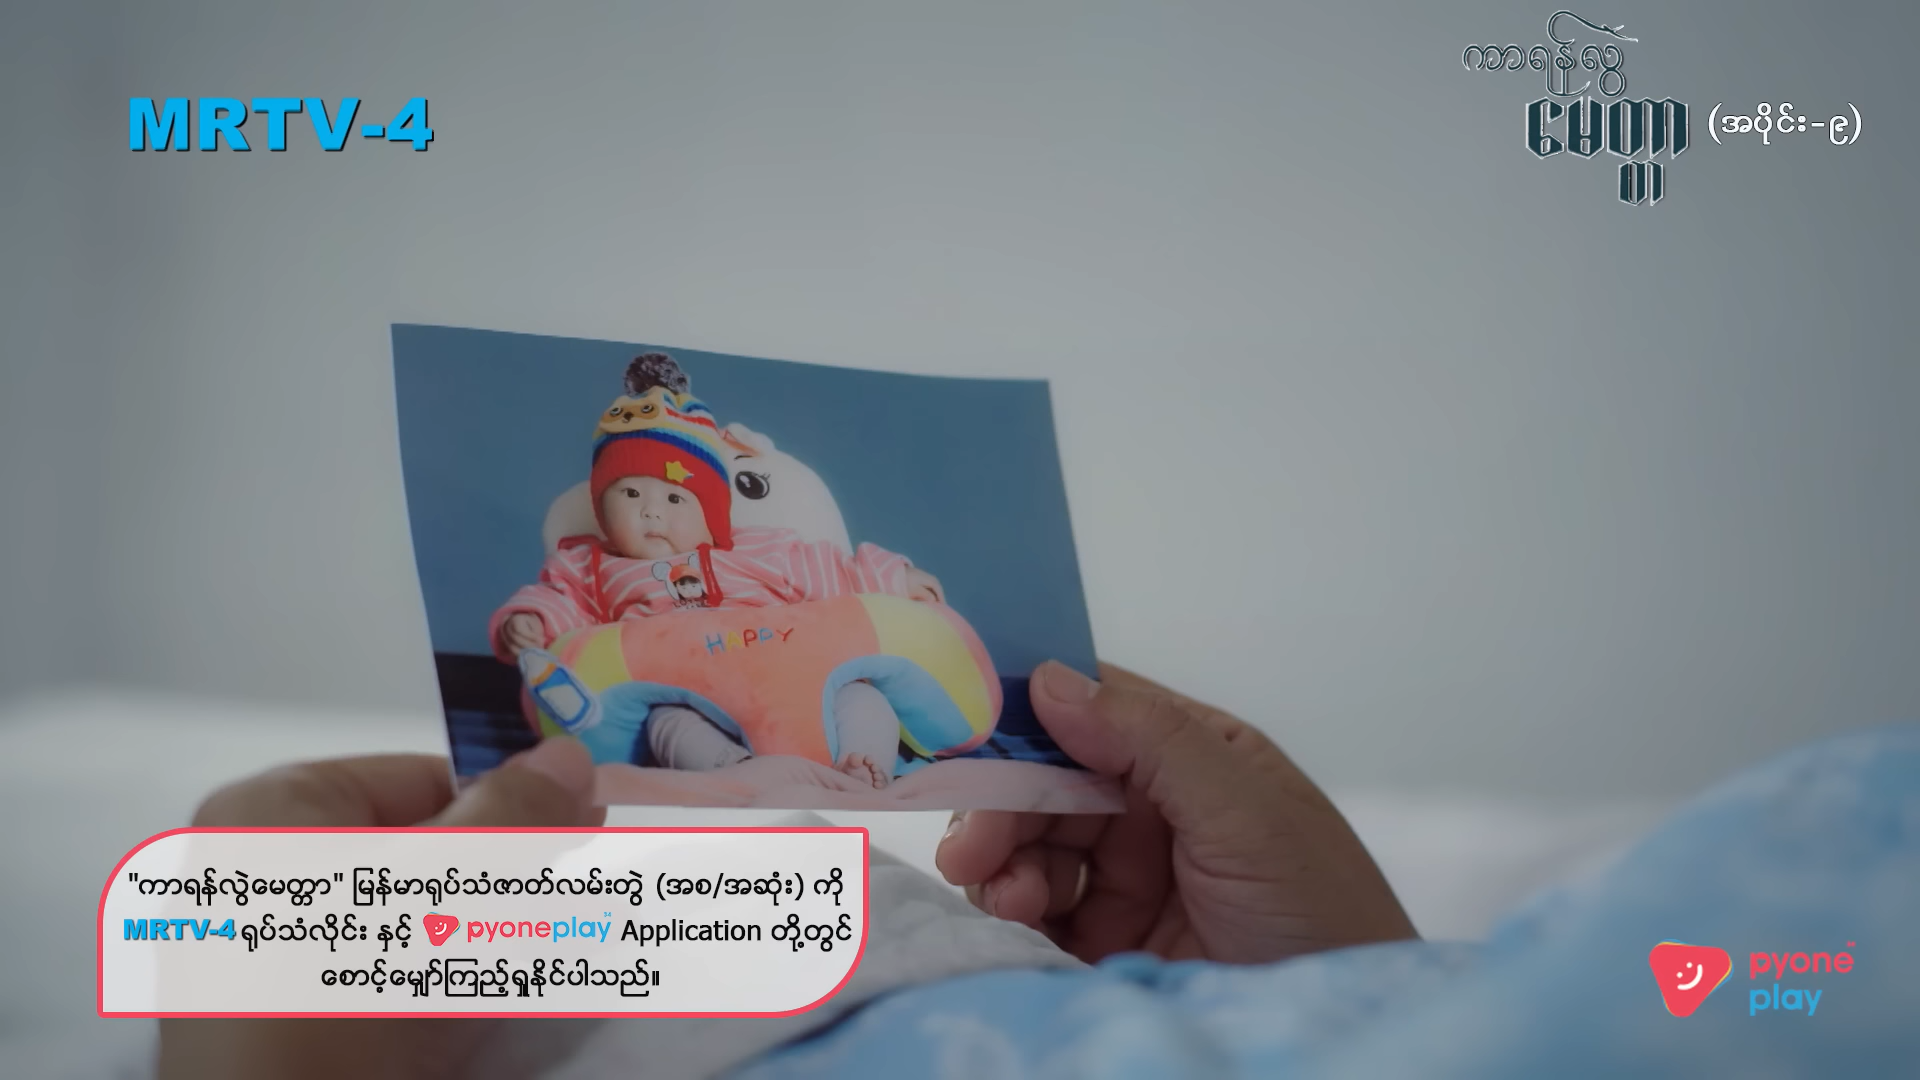 MRTV-4
ကာရန်လွဲ
မေတ္တာ (အပိုင်း-၉)
HAPPY
"ကာရန်လွဲမေတ္တာ" မြန်မာရုပ်သံဇာတ်လမ်းတွဲ (အစ/အဆုံး) ကို
MRTV-4 ရုပ်သံလိုင်း နှင့် pyoneplay Application တို့တွင်
စောင့်မျှော်ကြည့်ရှုနိုင်ပါသည်။
pyone
play